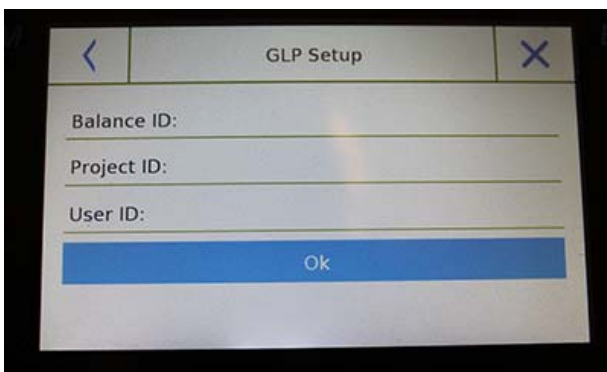 GLP Setup
Balance ID:
Project ID:
User ID:
Ok